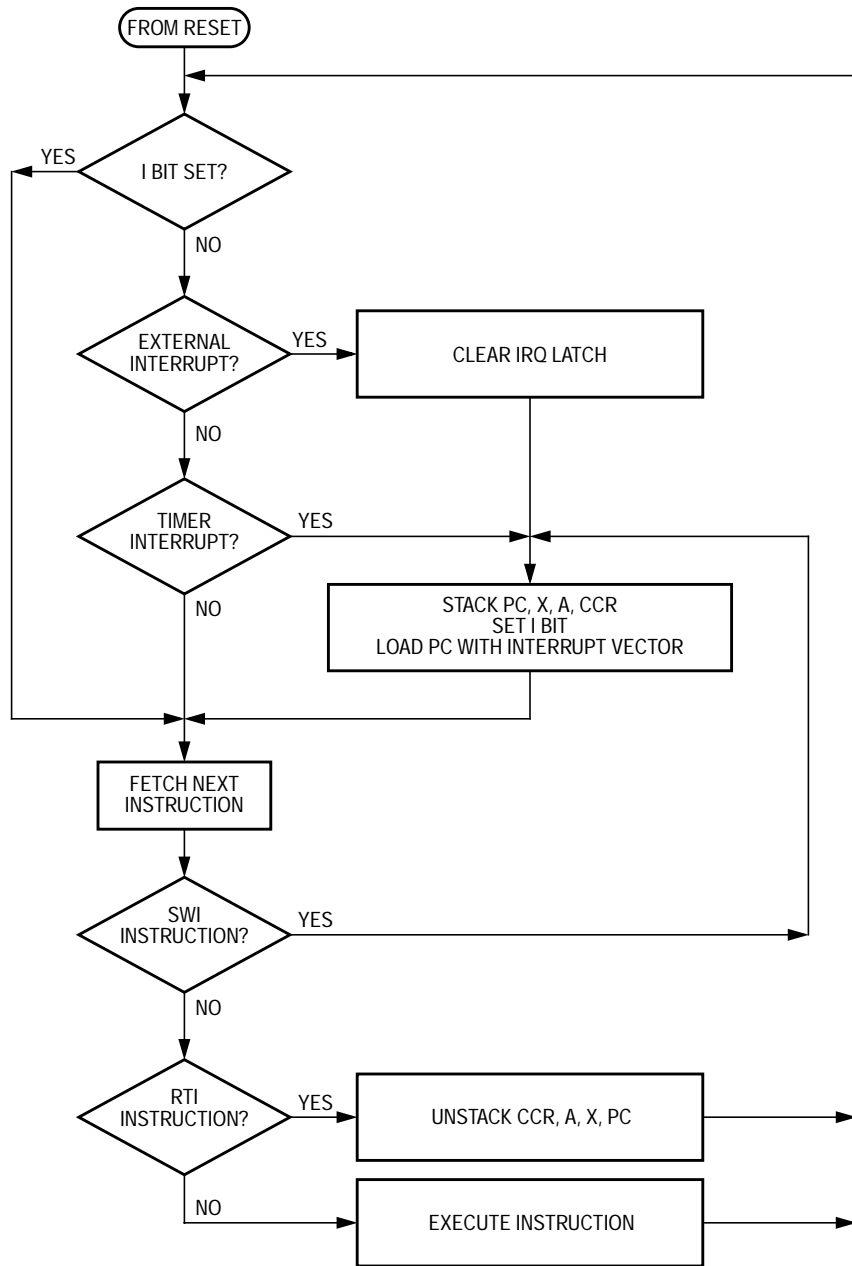 FROM RESET
YES
I BIT SET?
NO
EXTERNAL
INTERRUPT?
YES
CLEAR IRQ LATCH
NO
TIMER
INTERRUPT?
YES
NO
STACK PC, X, A, CCR
SET I BIT
LOAD PC WITH INTERRUPT VECTOR
FETCH NEXT
INSTRUCTION
SWI
INSTRUCTION?
YES
NO
RTI
INSTRUCTION?
YES
UNSTACK CCR, A, X, PC
NO
EXECUTE INSTRUCTION